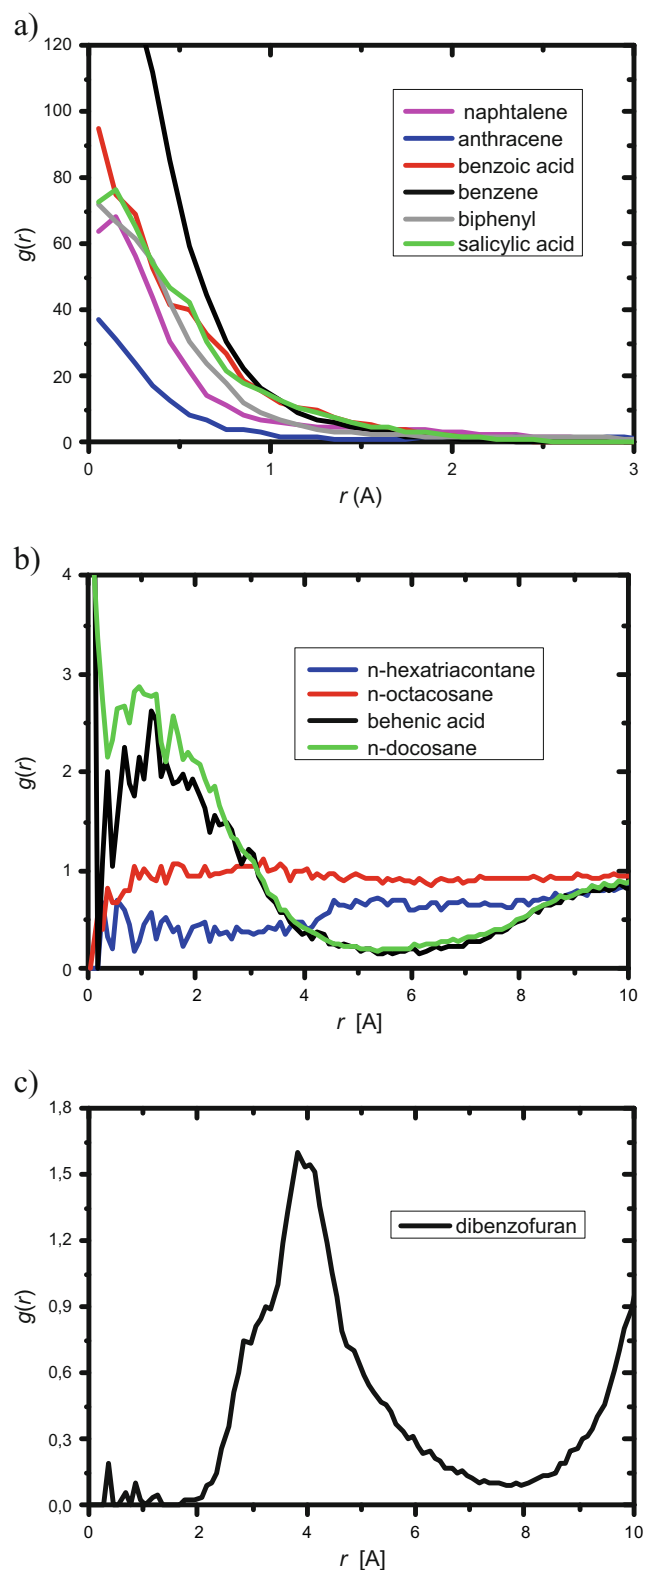 a)
120
100
80
60
40
20
0
g(r)
naphtalene
anthracene
benzoic acid
benzene
biphenyl
salicylic acid
0 1 2 3
r (A)
b)
4
3
2
1
0
g(r)
n-hexatriacontane
n-octacosane
behenic acid
n-docosane
0 2 4 6 8 10
r [A]
c)
1,8
1,5
1,2
0,9
0,6
0,3
0,0
g(r)
dibenzofuran
0 2 4 6 8 10
r [A]